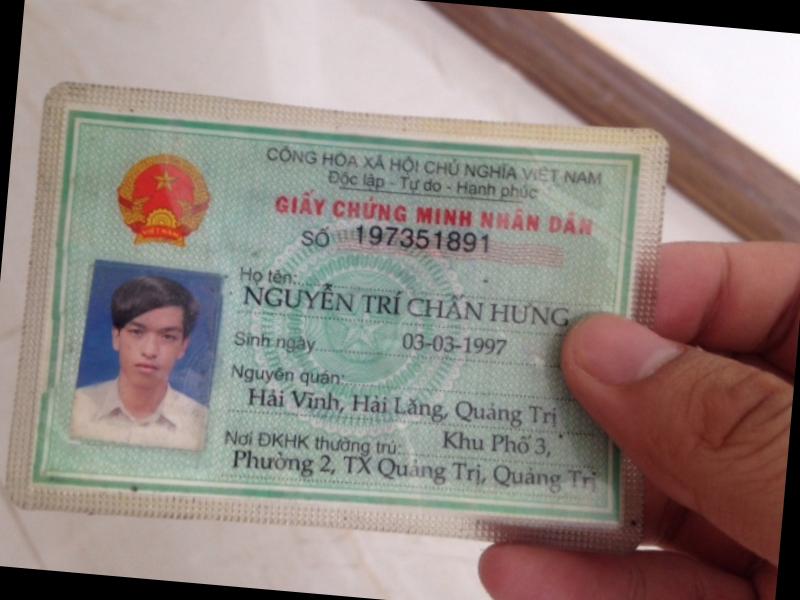 CỘNG HÒA XÃ HỘI CHỦ NGHĨA VIỆT NAM
Độc lập - Tự do - Hạnh phúc
GIẤY CHỨNG MINH NHÂN DÂN
SỐ 197351891
VIỆT NAM
Họ tên:
NGUYỄN TRÍ CHẤN HƯNG
Sinh ngày 03-03-1997
Nguyên quán:
Hải Vĩnh, Hải Lăng, Quảng Trị
Nơi ĐKHK thường trú: Khu Phố 3,
Phường 2, TX Quảng Trị, Quảng Trị